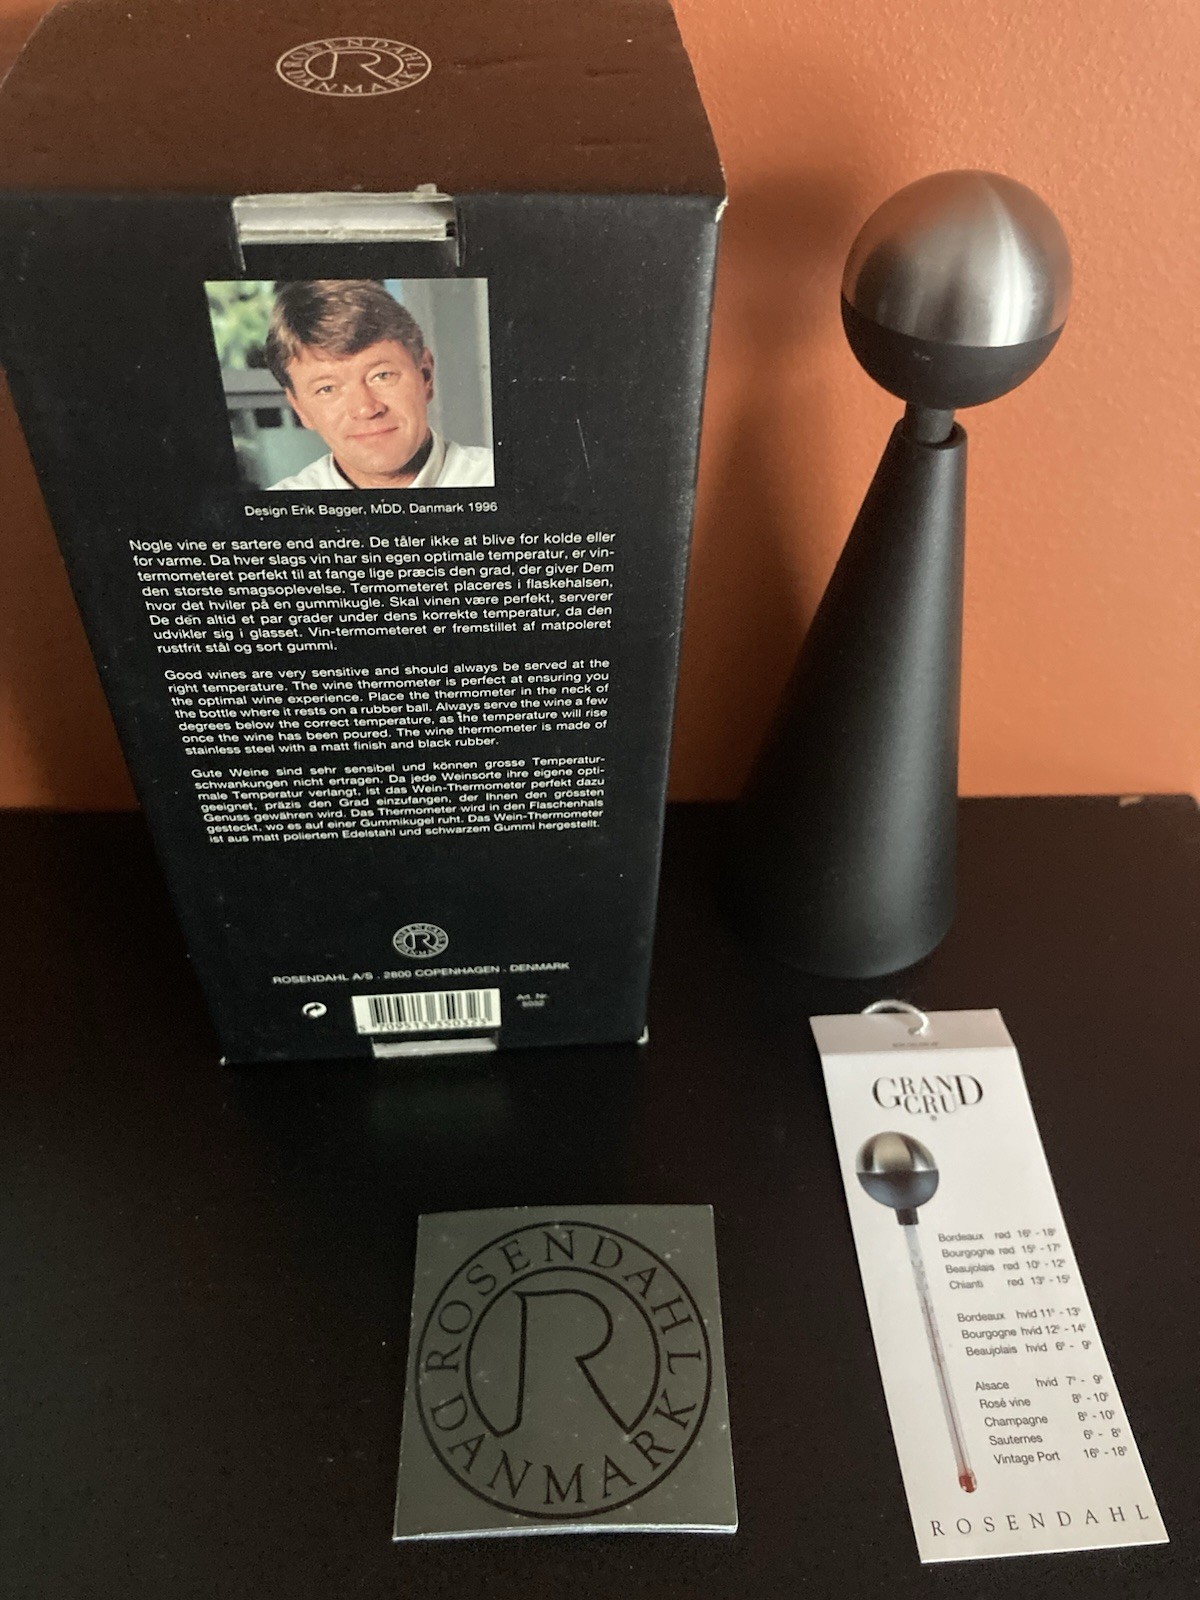 ROSENDAHL
R
DANMARK
Design Erik Bagger, MDD, Danmark 1996
Nogle vine er sartere end andre. De tåler ikke at blive for kolde eller
for varme. Da hver slags vin har sin egen optimale temperatur, er vin-
termometeret perfekt til at fange lige præcis den grad, der giver Dem
den største smagsoplevelse. Termometeret placeres i flaskehalsen,
hvor det hviler på en gummikugle. Skal vinen være perfekt, serverer
De den altid et par grader under dens korrekte temperatur, da den
udvikler sig i glasset. Vin-termometeret er fremstillet af matpoleret
rustfrit stål og sort gummi.
Good wines are very sensitive and should always be served at the
right temperature. The wine thermometer is perfect at ensuring you
the optimal wine experience. Place the thermometer in the neck of
the bottle where it rests on a rubber ball. Always serve the wine a few
degrees below the correct temperature, as the temperature will rise
once the wine has been poured. The wine thermometer is made of
stainless steel with a matt finish and black rubber.
Gute Weine sind sehr sensibel und können grosse Temperatur-
schwankungen nicht ertragen. Da jede Weinsorte ihre eigene opti-
male Temperatur verlangt, ist das Wein-Thermometer perfekt dazu
geeignet, präzis den Grad einzufangen, der Ihnen den grössten
Genuss gewähren wird. Das Thermometer wird in den Flaschenhals
gesteckt, wo es auf einer Gummikugel ruht. Das Wein-Thermometer
ist aus matt poliertem Edelstahl und schwarzem Gummi hergestellt.
ROSENDAHL
R
DANMARK
ROSENDAHL A/S . 2800 COPENHAGEN . DENMARK
Art. Nr.
5032
5 709513 350323
GRAND
CRU
®
Bordeaux rød 16° - 18°
Bourgogne rød 15° - 17°
Beaujolais rød 10° - 12°
Chianti rød 13° - 15°
Bordeaux hvid 11° - 13°
Bourgogne hvid 12° - 14°
Beaujolais hvid 6° - 9°
Alsace hvid 7° - 9°
Rosé vine 8° - 10°
Champagne 8° - 10°
Sauternes 6° - 8°
Vintage Port 16° - 18°
ROSENDAHL
ROSENDAHL
R
DANMARK